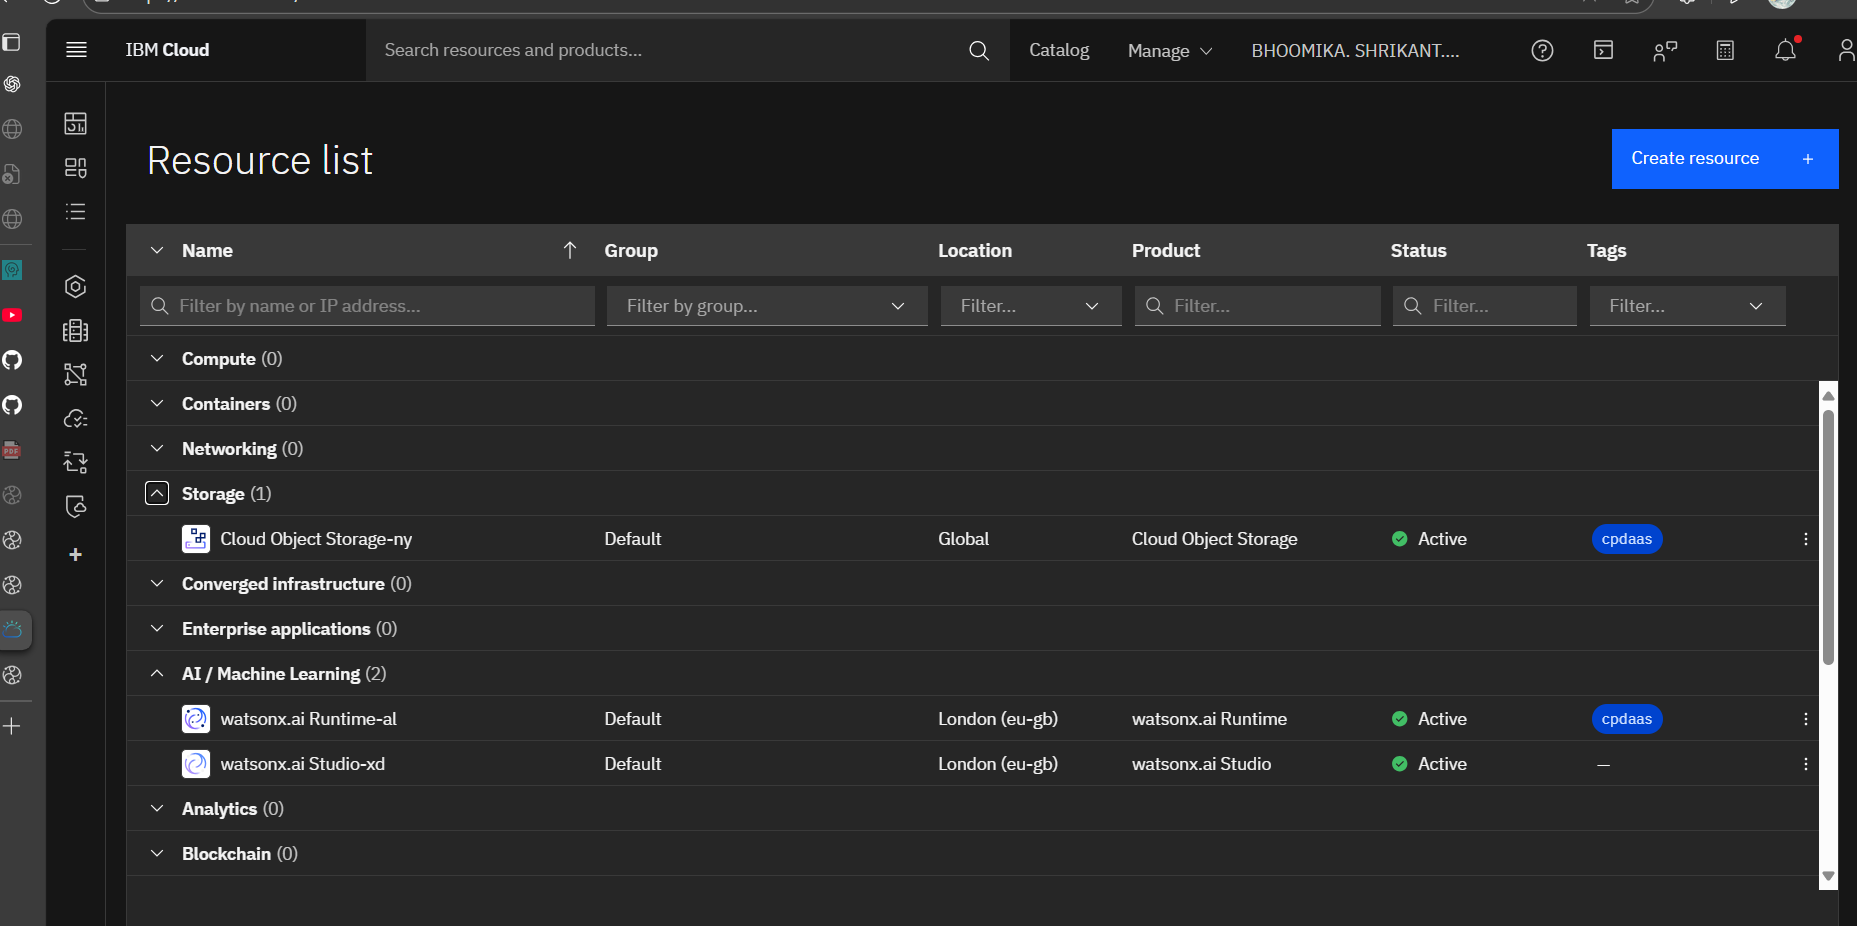 IBM Cloud
Search resources and products...
Catalog
Manage
BHOOMIKA. SHRIKANT....
Resource list
Create resource +
Name Group Location Product Status Tags
Filter by name or IP address... Filter by group... Filter... Filter... Filter... Filter...
Compute (0)
Containers (0)
Networking (0)
Storage (1)
Cloud Object Storage-ny Default Global Cloud Object Storage Active cpdaas
Converged infrastructure (0)
Enterprise applications (0)
AI / Machine Learning (2)
watsonx.ai Runtime-al Default London (eu-gb) watsonx.ai Runtime Active cpdaas
watsonx.ai Studio-xd Default London (eu-gb) watsonx.ai Studio Active –
Analytics (0)
Blockchain (0)
PDF